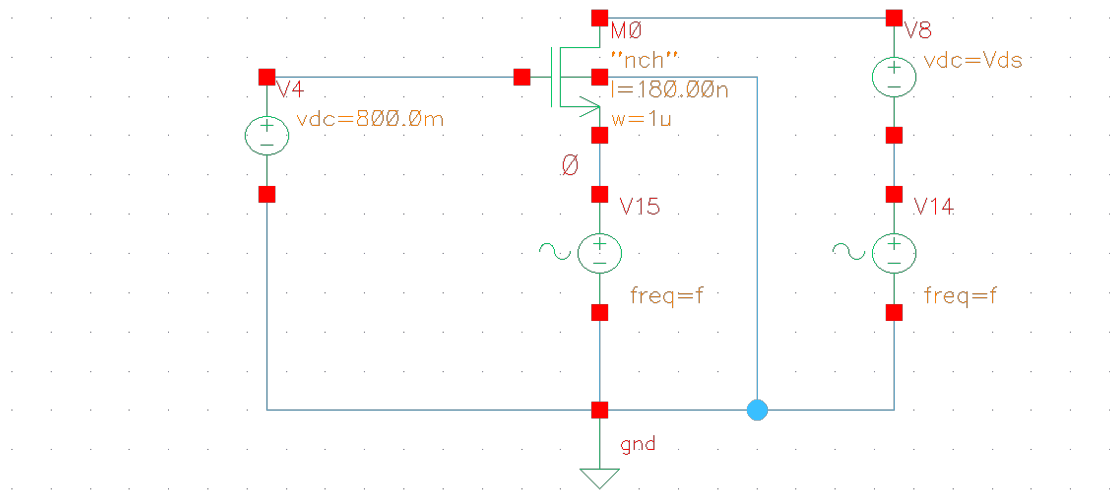 M0
V8
"nch"
vdc=Vds
V4
l=180.00n
vdc=800.0m
w=1u
0
V15
V14
freq=f
freq=f
gnd